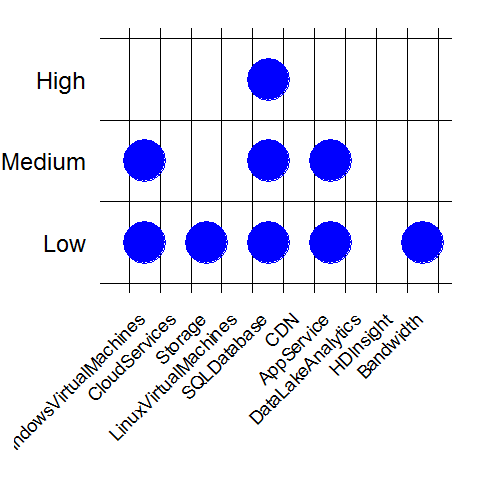 High
Medium
Low
ndowsVirtualMachines
CloudServices
Storage
LinuxVirtualMachines
SQLDatabase
CDN
AppService
DataLakeAnalytics
HDInsight
Bandwidth